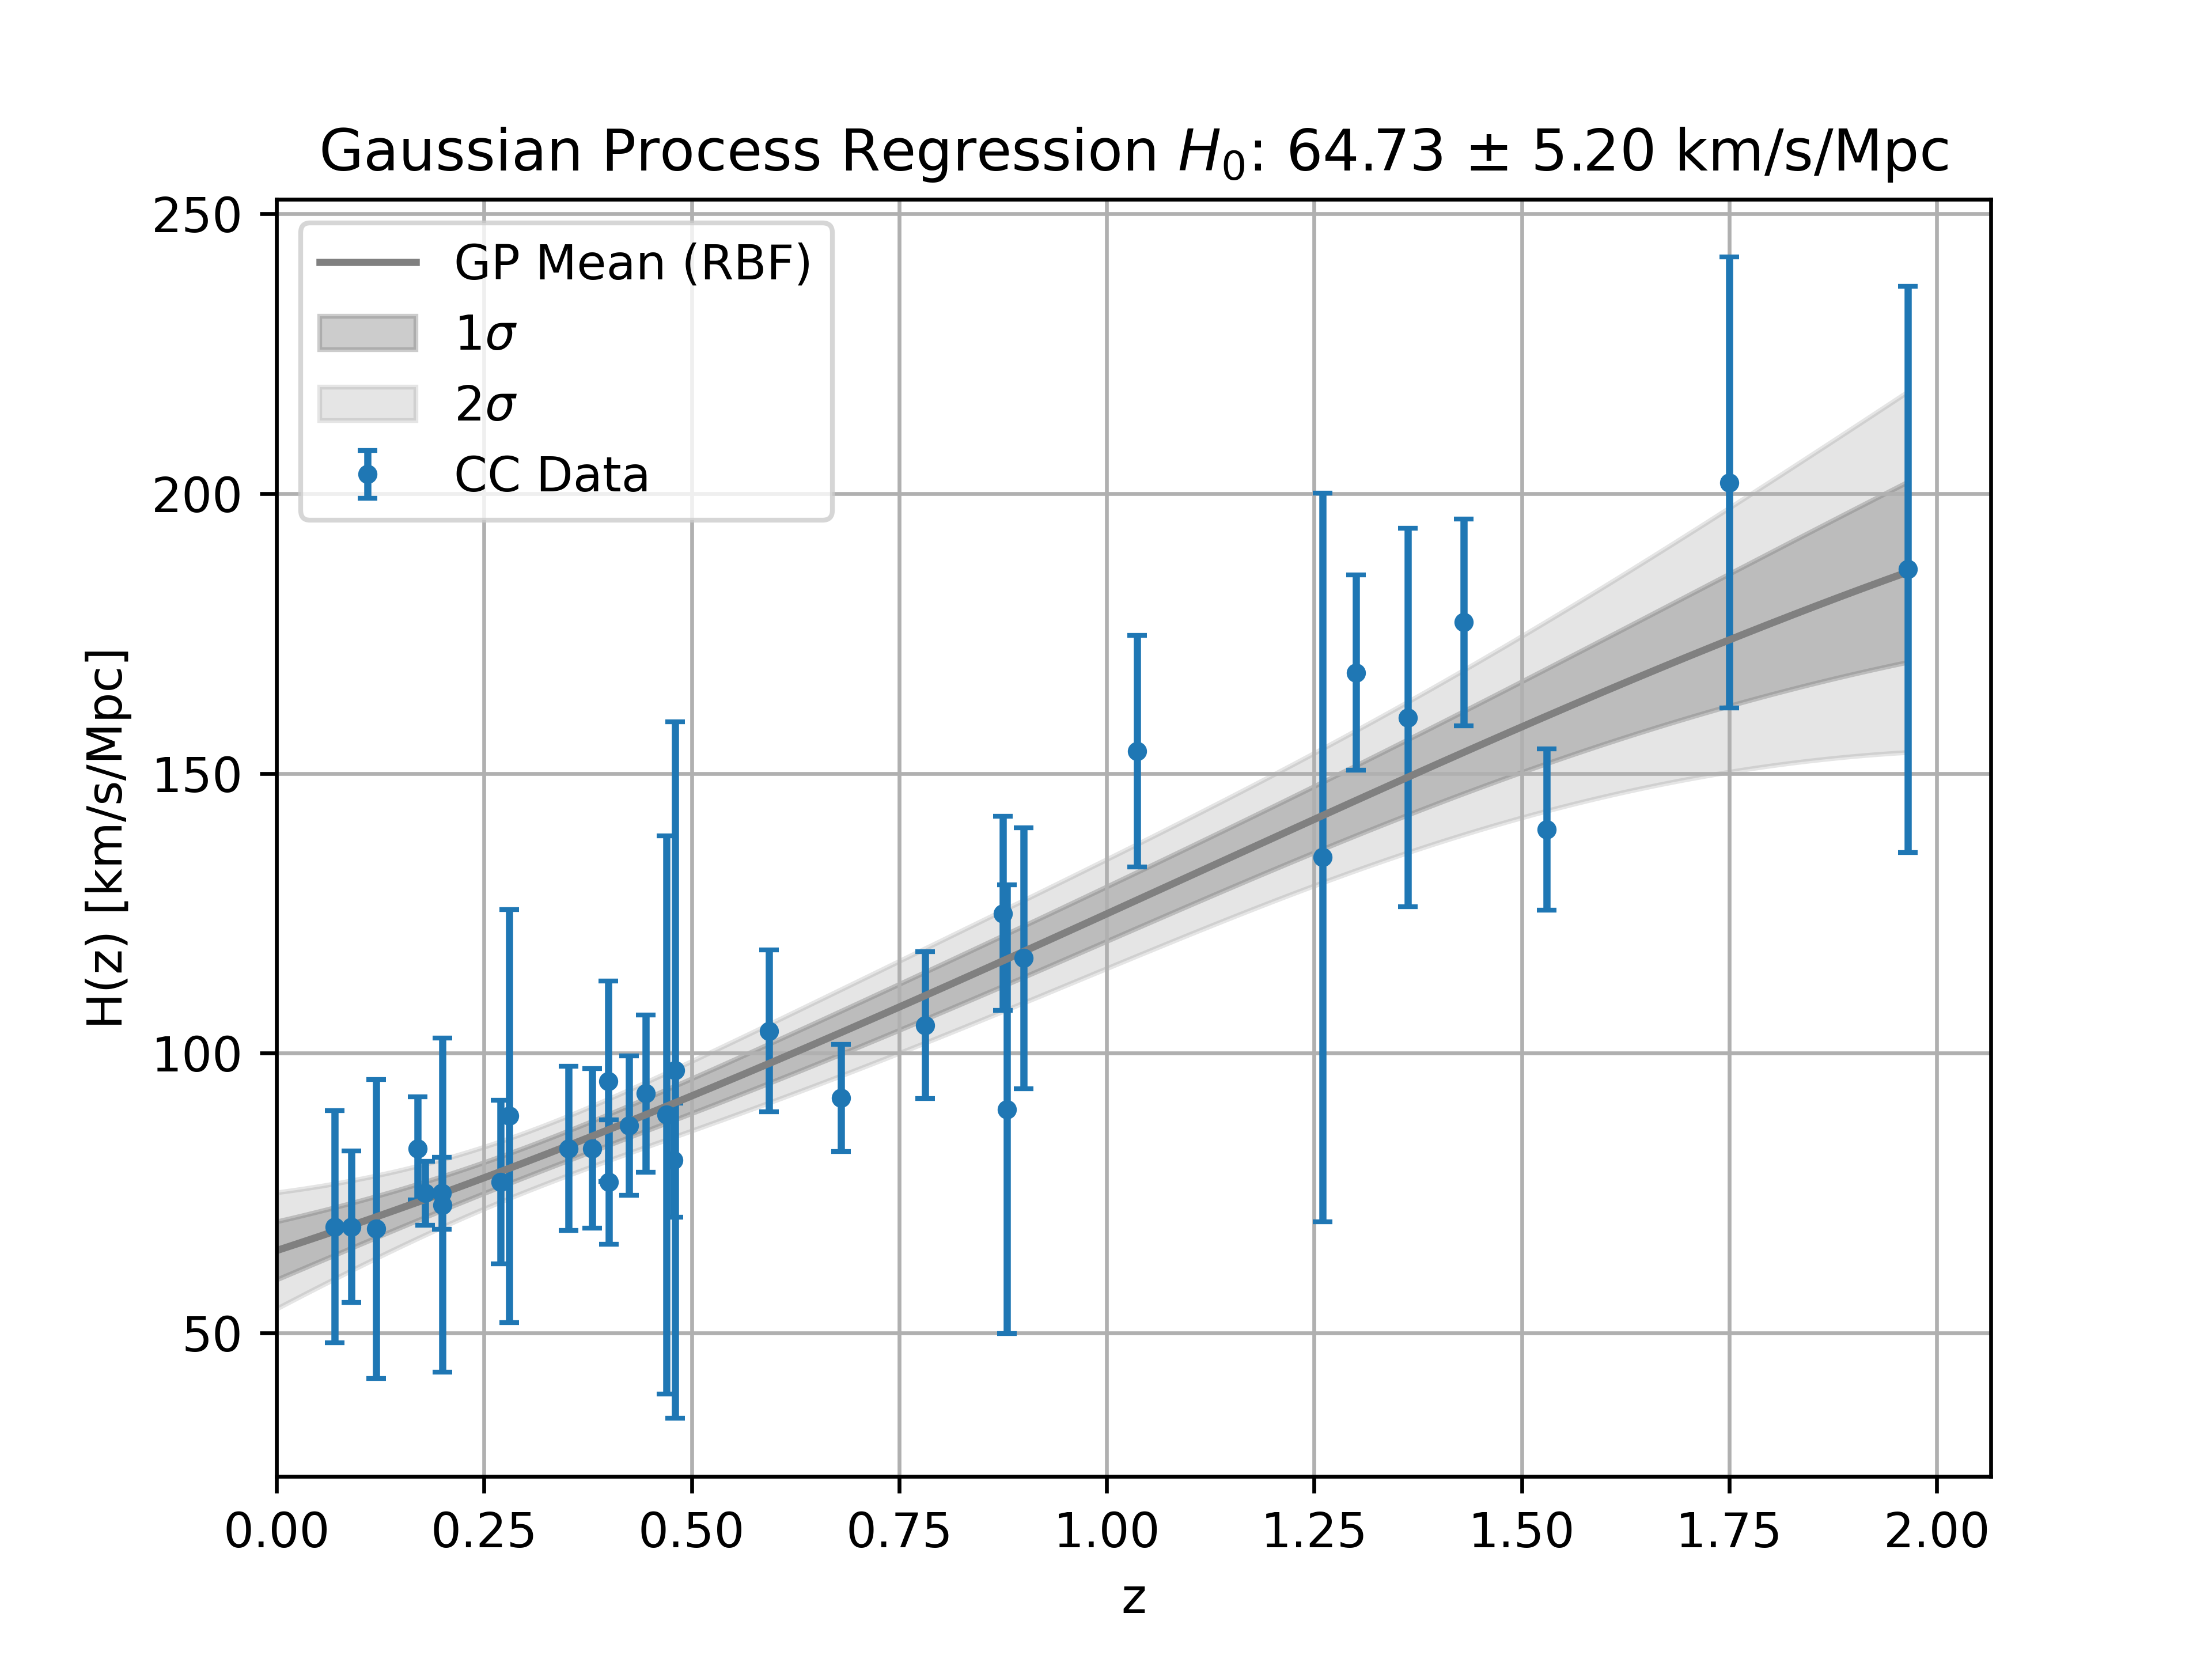 Gaussian Process Regression H₀: 64.73 ± 5.20 km/s/Mpc
GP Mean (RBF)
1σ
2σ
CC Data
H(z) [km/s/Mpc]
250
200
150
100
50
0.00 0.25 0.50 0.75 1.00 1.25 1.50 1.75 2.00
z